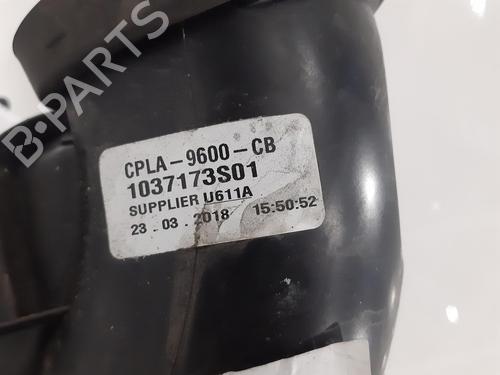 B-PARTS
CPLA-9600-CB
1037173S01
SUPPLIER U611A
23.03.2018 15:50:52